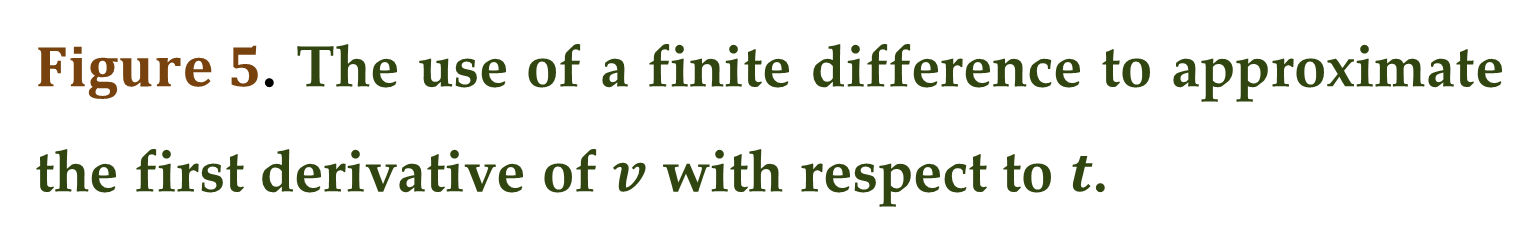 Figure 5. The use of a finite difference to approximate
the first derivative of v with respect to t.